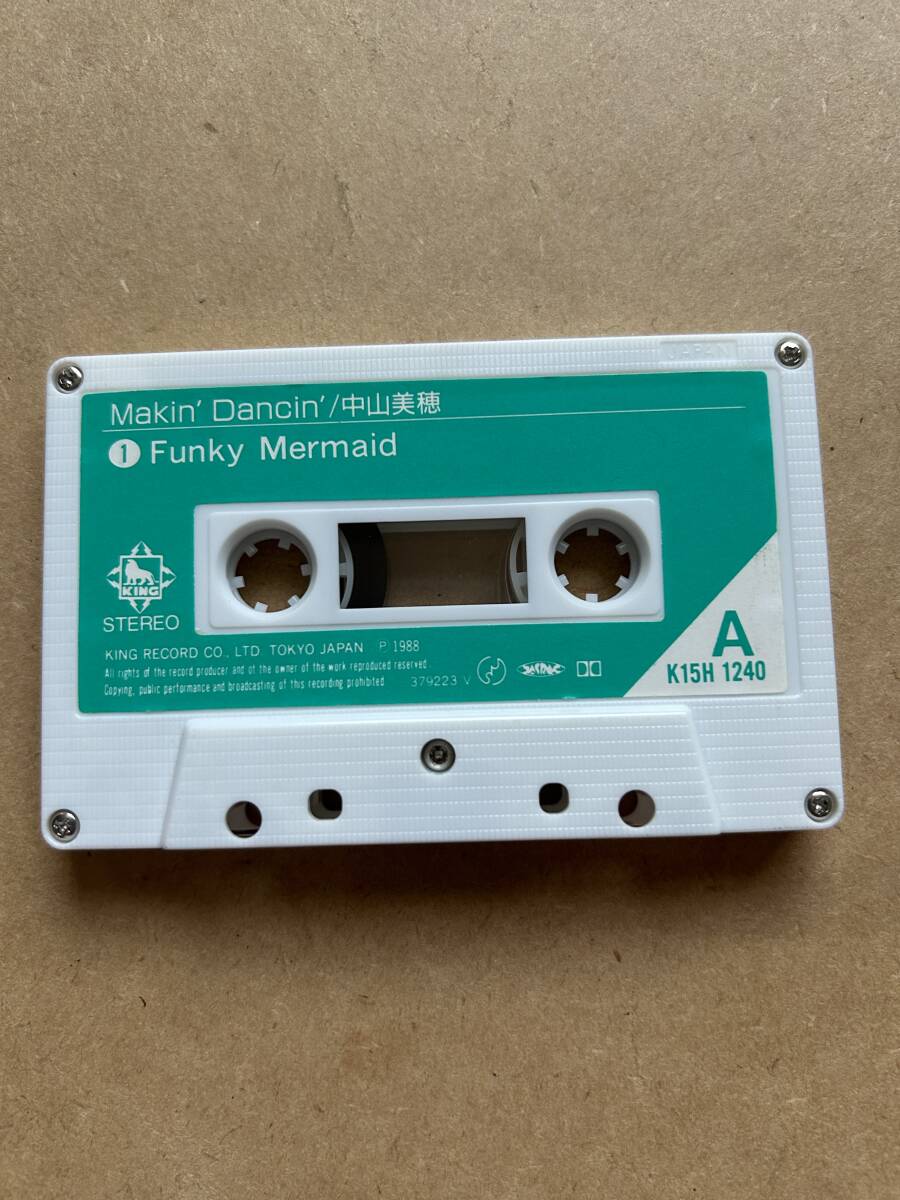 JAPAN
Makin' Dancin'/中山美穂
① Funky Mermaid
KING
STEREO
KING RECORD CO., LTD. TOKYO JAPAN Ⓟ 1988
All rights of the record producer and of the owner of the work reproduced reserved.
Copying, public performance and broadcasting of this recording prohibited. 379223 V JASRAC
A
K15H 1240